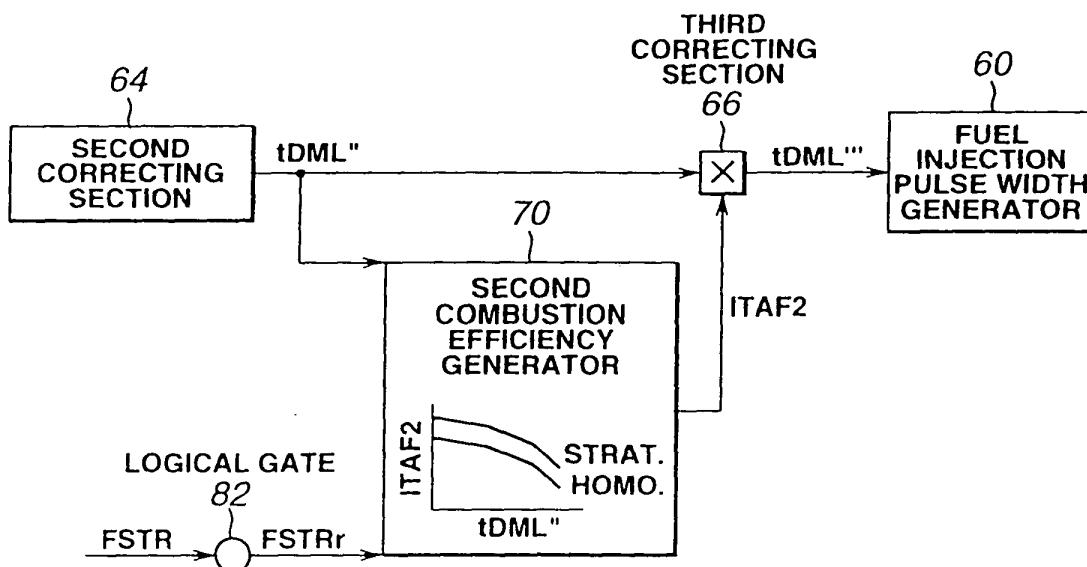 THIRD
CORRECTING
SECTION
66
64
60
SECOND
CORRECTING
SECTION
tDML"
×
tDML'''
FUEL
INJECTION
PULSE WIDTH
GENERATOR
70
SECOND
COMBUSTION
EFFICIENCY
GENERATOR
ITAF2
ITAF2
STRAT.
HOMO.
tDML"
LOGICAL GATE
82
FSTR
FSTRr